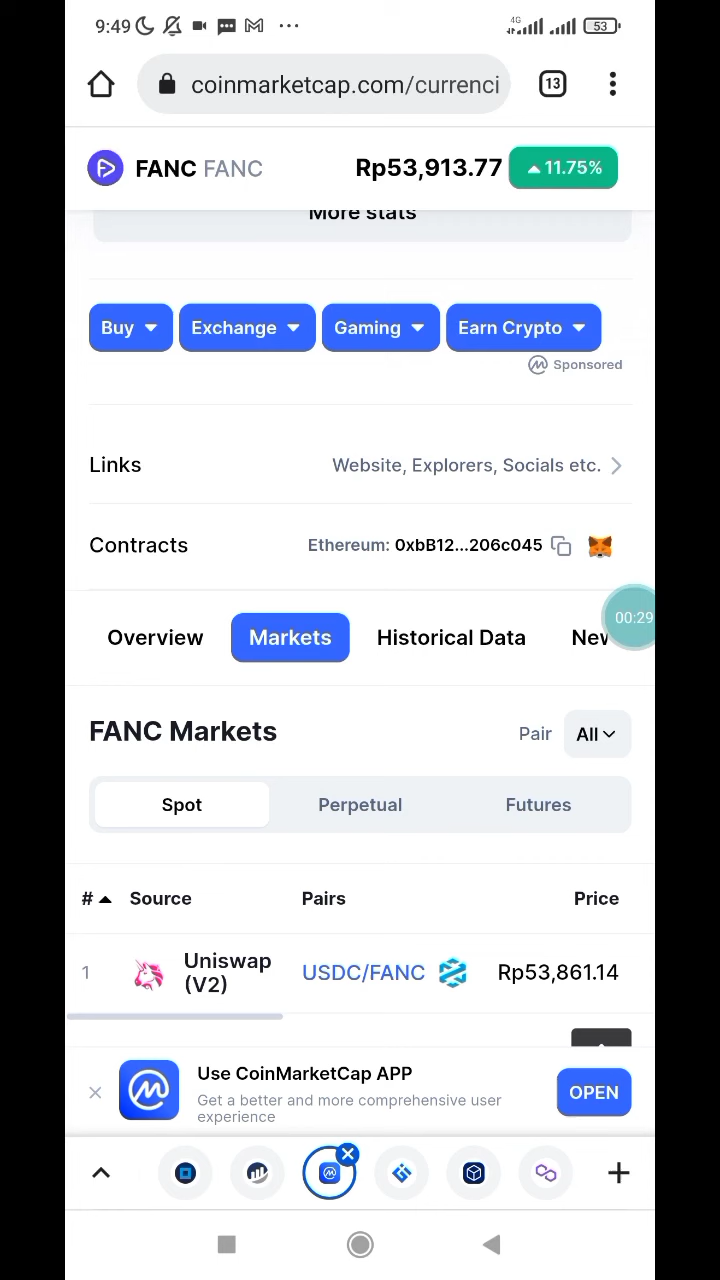 9:49
4G
53
coinmarketcap.com/currenci
13
FANC FANC
Rp53,913.77
11.75%
More stats
Buy
Exchange
Gaming
Earn Crypto
Sponsored
Links
Website, Explorers, Socials etc.
Contracts
Ethereum: 0xbB12...206c045
00:29
Overview
Markets
Historical Data
New
FANC Markets
Pair
All
Spot
Perpetual
Futures
#
Source
Pairs
Price
1
Uniswap
(V2)
USDC/FANC
Rp53,861.14
Use CoinMarketCap APP
Get a better and more comprehensive user
experience
OPEN